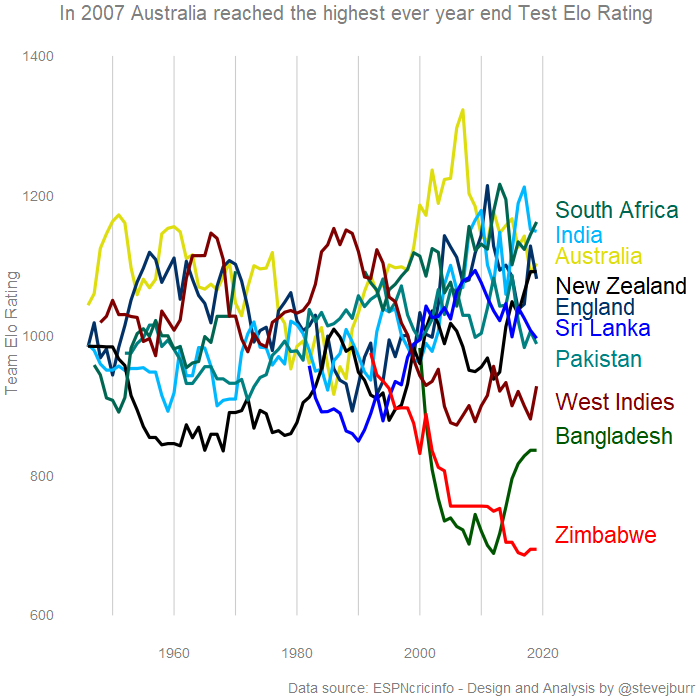 In 2007 Australia reached the highest ever year end Test Elo Rating
1400
1200
1000
800
600
Team Elo Rating
1960
1980
2000
2020
South Africa
India
Australia
New Zealand
England
Sri Lanka
Pakistan
West Indies
Bangladesh
Zimbabwe
Data source: ESPNcricinfo - Design and Analysis by @stevejburr